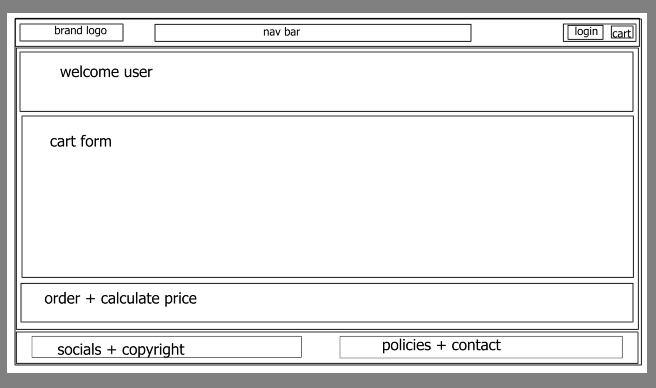 brand logo
nav bar
login
cart
welcome user
cart form
order + calculate price
socials + copyright
policies + contact